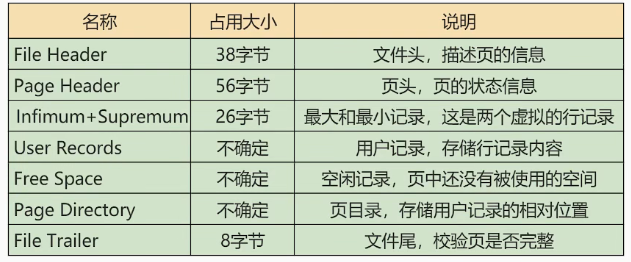 名称 占用大小 说明
File Header 38字节 文件头，描述页的信息
Page Header 56字节 页头，页的状态信息
Infimum+Supremum 26字节 最大和最小记录，这是两个虚拟的行记录
User Records 不确定 用户记录，存储行记录内容
Free Space 不确定 空闲记录，页中还没有被使用的空间
Page Directory 不确定 页目录，存储用户记录的相对位置
File Trailer 8字节 文件尾，校验页是否完整